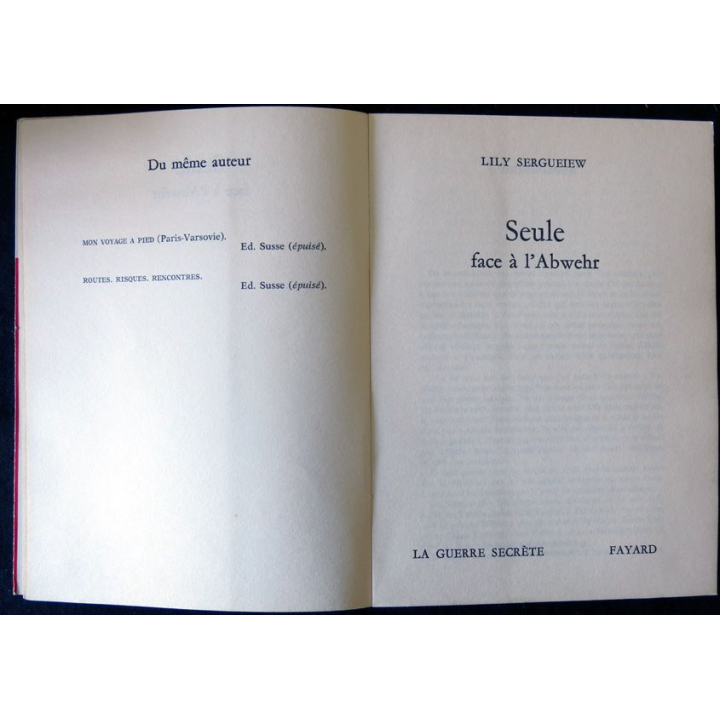 Du même auteur
MON VOYAGE A PIED (Paris-Varsovie).
Ed. Susse (épuisé).
ROUTES. RISQUES. RENCONTRES.
Ed. Susse (épuisé).
LILY SERGUEIEW
Seule
face à l'Abwehr
LA GUERRE SECRÈTE FAYARD